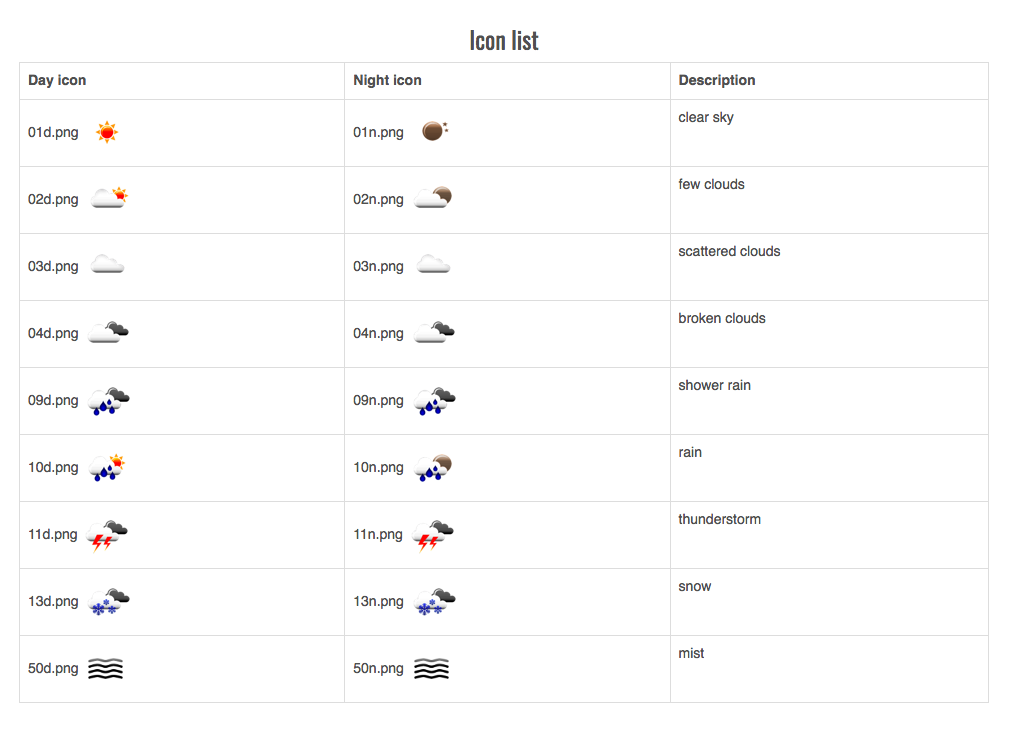 Icon list
Day icon Night icon Description
01d.png 01n.png clear sky
02d.png 02n.png few clouds
03d.png 03n.png scattered clouds
04d.png 04n.png broken clouds
09d.png 09n.png shower rain
10d.png 10n.png rain
11d.png 11n.png thunderstorm
13d.png 13n.png snow
50d.png 50n.png mist